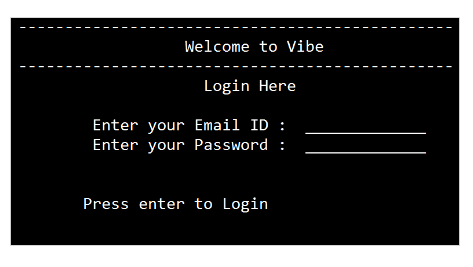 ------------------------------------------------
Welcome to Vibe
------------------------------------------------
Login Here
Enter your Email ID : _____________
Enter your Password : _____________
Press enter to Login